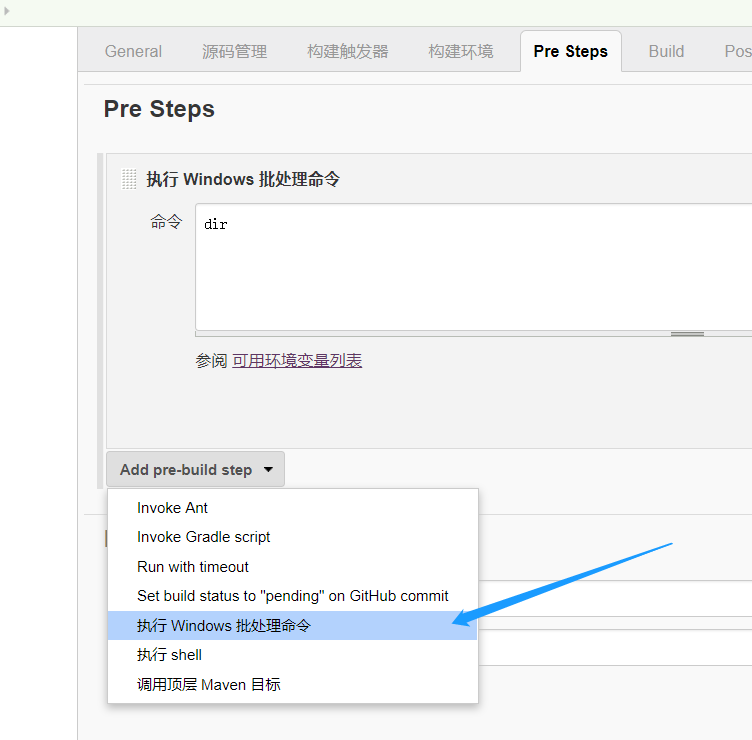 General 源码管理 构建触发器 构建环境 Pre Steps Build Pos
Pre Steps
执行 Windows 批处理命令
命令 dir
参阅 可用环境变量列表
Add pre-build step
Invoke Ant
Invoke Gradle script
Run with timeout
Set build status to "pending" on GitHub commit
执行 Windows 批处理命令
执行 shell
调用顶层 Maven 目标